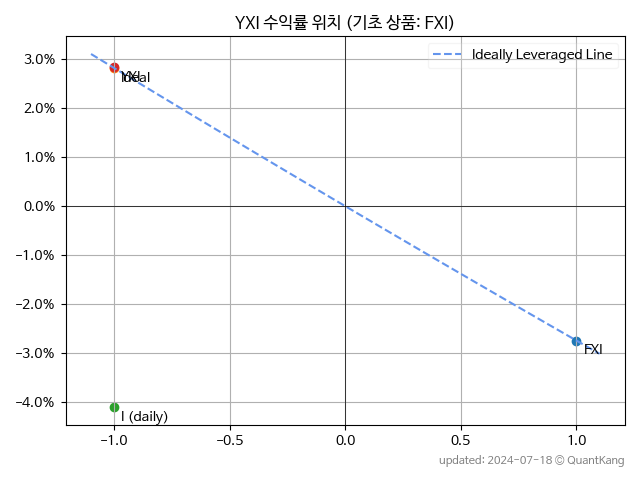 YXI 수익률 위치 (기초 상품: FXI)
Ideally Leveraged Line
3.0%
2.0%
1.0%
0.0%
-1.0%
-2.0%
-3.0%
-4.0%
YXI
Ideal
FXI
I (daily)
-1.0
-0.5
0.0
0.5
1.0
updated: 2024-07-18 © QuantKang